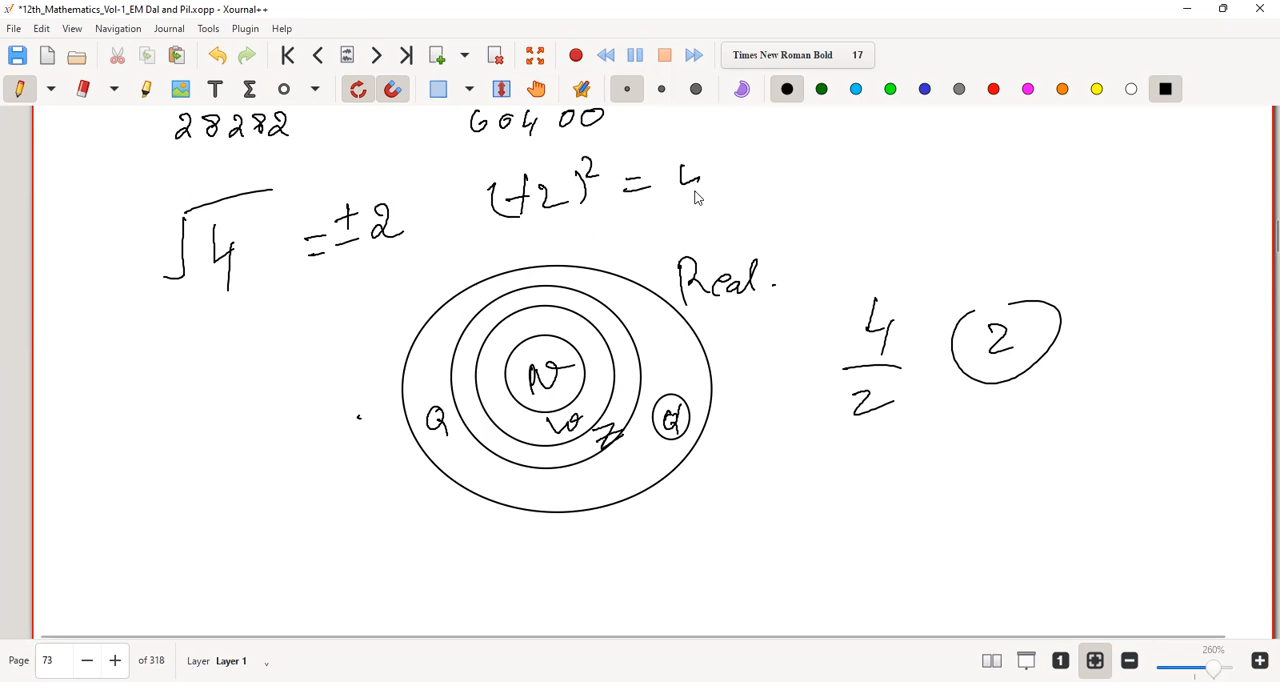 *12th_Mathematics_Vol-1_EM Dal and Pil.xopp - Xournal++
File Edit View Navigation Journal Tools Plugin Help
Times New Roman Bold 17
28282 60400
√4 = ±2 (+2)² = 4
Real.
N
W
Z
Q
4/2 2
Page 73 of 318 Layer Layer 1 260%